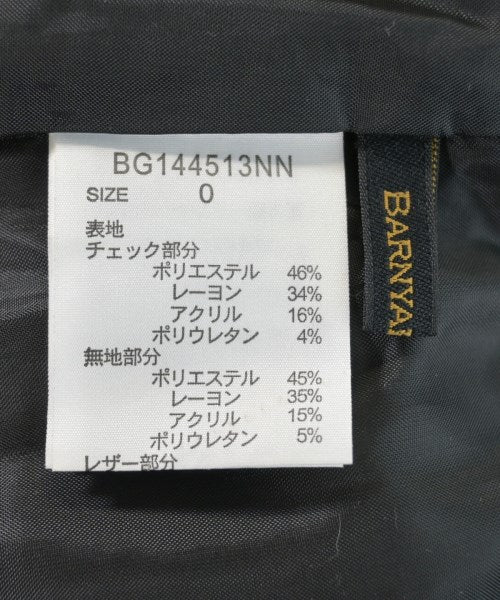 BG144513NN
SIZE 0
表地
チェック部分
ポリエステル 46%
レーヨン 34%
アクリル 16%
ポリウレタン 4%
無地部分
ポリエステル 45%
レーヨン 35%
アクリル 15%
ポリウレタン 5%
レザー部分
BARNYA